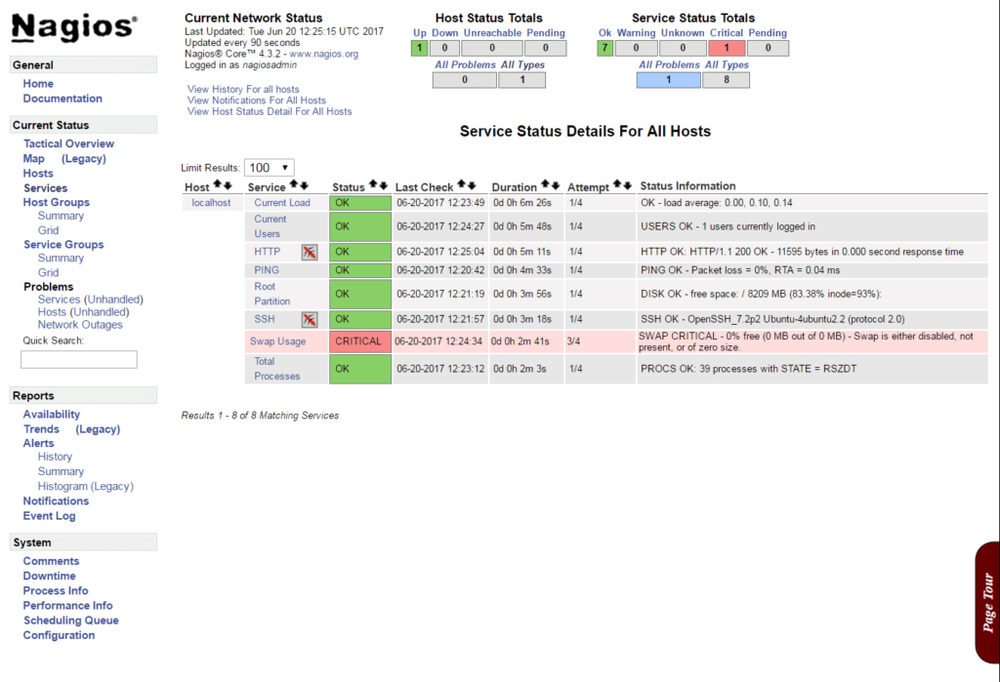 Nagios®
General
Home
Documentation
Current Status
Tactical Overview
Map (Legacy)
Hosts
Services
Host Groups
Summary
Grid
Service Groups
Summary
Grid
Problems
Services (Unhandled)
Hosts (Unhandled)
Network Outages
Quick Search:
Reports
Availability
Trends (Legacy)
Alerts
History
Summary
Histogram (Legacy)
Notifications
Event Log
System
Comments
Downtime
Process Info
Performance Info
Scheduling Queue
Configuration
Current Network Status
Last Updated: Tue Jun 20 12:25:15 UTC 2017
Updated every 90 seconds
Nagios® Core™ 4.3.2 - www.nagios.org
Logged in as nagiosadmin
View History For all hosts
View Notifications For All Hosts
View Host Status Detail For All Hosts
Host Status Totals
Up Down Unreachable Pending
1 0 0 0
All Problems All Types
0 1
Service Status Totals
Ok Warning Unknown Critical Pending
7 0 0 1 0
All Problems All Types
1 8
Service Status Details For All Hosts
Limit Results: 100
Host Service Status Last Check Duration Attempt Status Information
localhost Current Load OK 06-20-2017 12:23:49 0d 0h 6m 26s 1/4 OK - load average: 0.00, 0.10, 0.14
Current
Users OK 06-20-2017 12:24:27 0d 0h 5m 48s 1/4 USERS OK - 1 users currently logged in
HTTP OK 06-20-2017 12:25:04 0d 0h 5m 11s 1/4 HTTP OK: HTTP/1.1 200 OK - 11595 bytes in 0.000 second response time
PING OK 06-20-2017 12:20:42 0d 0h 4m 33s 1/4 PING OK - Packet loss = 0%, RTA = 0.04 ms
Root
Partition OK 06-20-2017 12:21:19 0d 0h 3m 56s 1/4 DISK OK - free space: / 8209 MB (83.38% inode=93%):
SSH OK 06-20-2017 12:21:57 0d 0h 3m 18s 1/4 SSH OK - OpenSSH_7.2p2 Ubuntu-4ubuntu2.2 (protocol 2.0)
Swap Usage CRITICAL 06-20-2017 12:24:34 0d 0h 2m 41s 3/4 SWAP CRITICAL - 0% free (0 MB out of 0 MB) - Swap is either disabled, not
present, or of zero size.
Total
Processes OK 06-20-2017 12:23:12 0d 0h 2m 3s 1/4 PROCS OK: 39 processes with STATE = RSZDT
Results 1 - 8 of 8 Matching Services
Page Tour